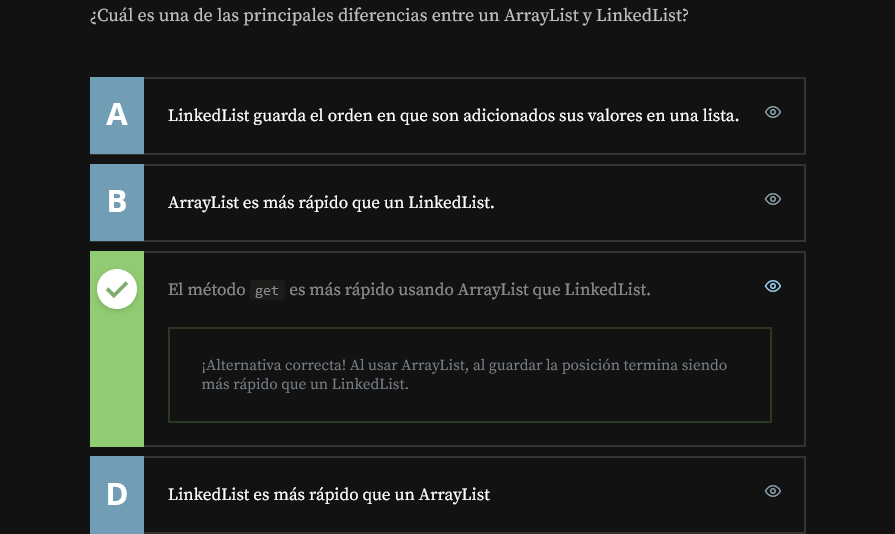 ¿Cuál es una de las principales diferencias entre un ArrayList y LinkedList?
A
LinkedList guarda el orden en que son adicionados sus valores en una lista.
B
ArrayList es más rápido que un LinkedList.
El método get es más rápido usando ArrayList que LinkedList.
¡Alternativa correcta! Al usar ArrayList, al guardar la posición termina siendo
más rápido que un LinkedList.
D
LinkedList es más rápido que un ArrayList